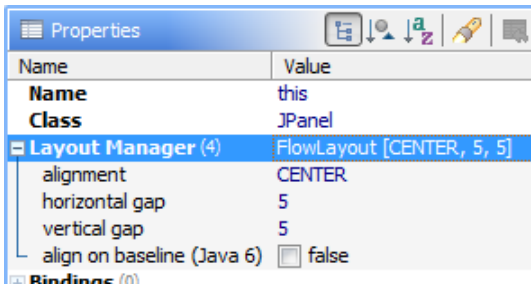 Properties
Name Value
Name this
Class JPanel
Layout Manager (4) FlowLayout [CENTER, 5, 5]
alignment CENTER
horizontal gap 5
vertical gap 5
align on baseline (Java 6) false
Bindings (0)